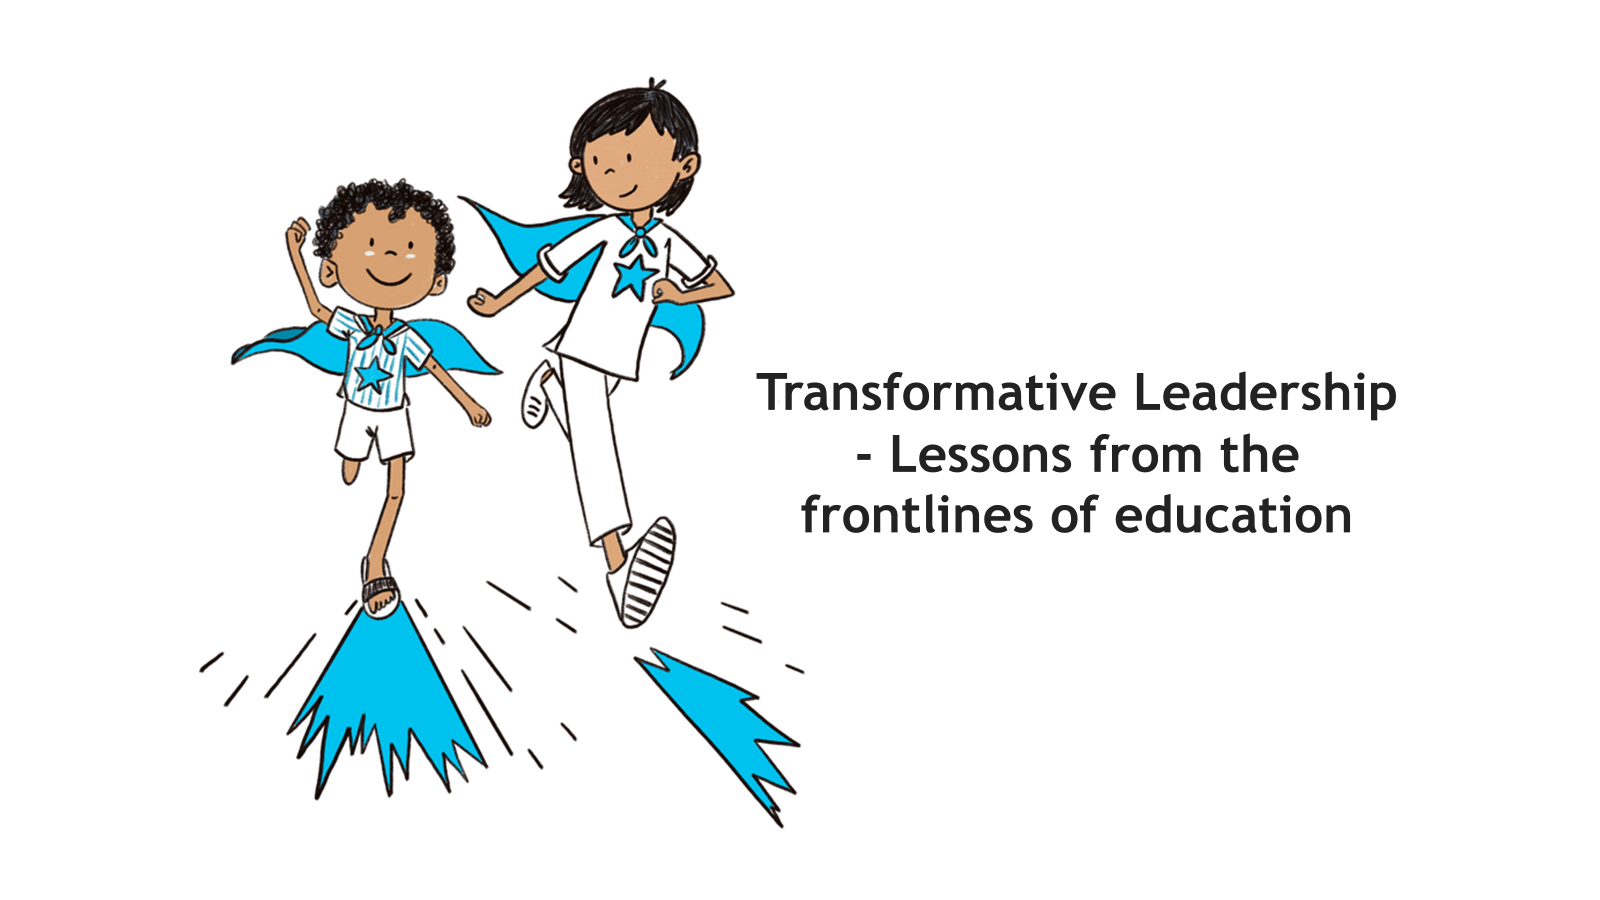 Transformative Leadership
- Lessons from the
frontlines of education